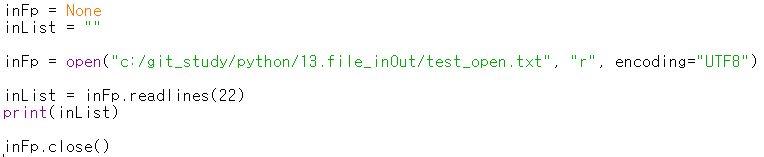 inFp = None
inList = ""
inFp = open("c:/git_study/python/13.file_inOut/test_open.txt", "r", encoding="UTF8")
inList = inFp.readlines(22)
print(inList)
inFp.close()